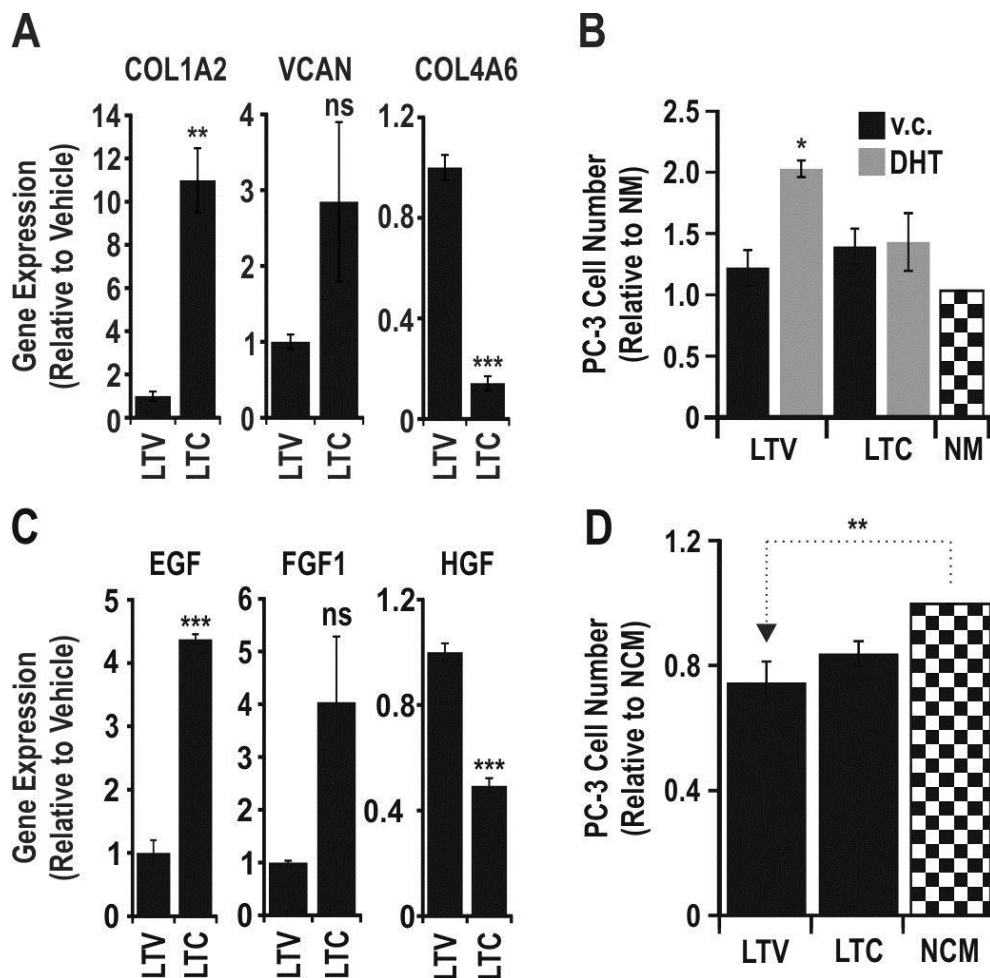 A
COL1A2
VCAN
COL4A6
Gene Expression
(Relative to Vehicle)
14
12
10
8
6
4
2
0
**
LTV
LTC
4
3
2
1
0
ns
LTV
LTC
1.2
0.8
0.4
0
***
LTV
LTC
B
PC-3 Cell Number
(Relative to NM)
2.5
2.0
1.5
1.0
0.5
0
*
v.c.
DHT
LTV
LTC
NM
C
EGF
FGF1
HGF
Gene Expression
(Relative to Vehicle)
5
4
3
2
1
0
***
LTV
LTC
6
5
4
3
2
1
0
ns
LTV
LTC
1.2
0.8
0.4
0
***
LTV
LTC
D
PC-3 Cell Number
(Relative to NCM)
1.2
0.8
0.4
0
**
LTV
LTC
NCM